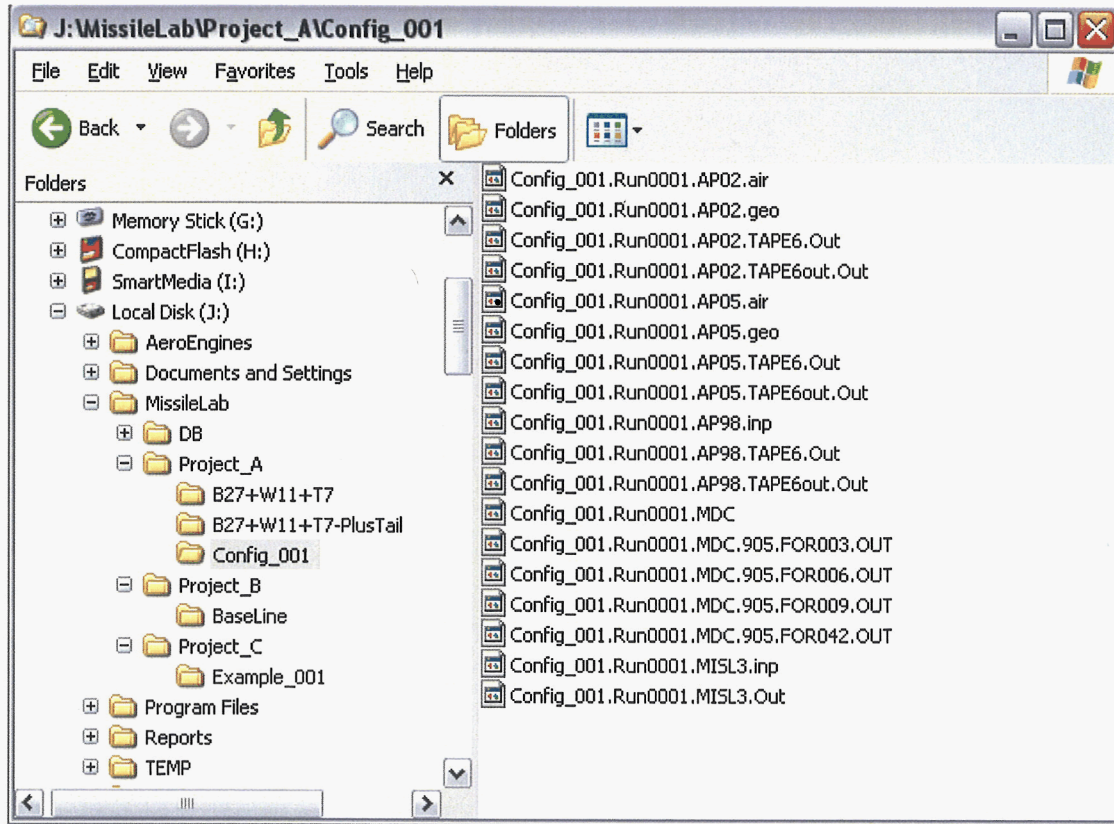 J:\MissileLab\Project_A\Config_001
File Edit View Favorites Tools Help
Back Search Folders
Folders
Memory Stick (G:)
CompactFlash (H:)
SmartMedia (I:)
Local Disk (J:)
AeroEngines
Documents and Settings
MissileLab
DB
Project_A
B27+W11+T7
B27+W11+T7-PlusTail
Config_001
Project_B
BaseLine
Project_C
Example_001
Program Files
Reports
TEMP
Config_001.Run0001.AP02.air
Config_001.Run0001.AP02.geo
Config_001.Run0001.AP02.TAPE6.Out
Config_001.Run0001.AP02.TAPE6out.Out
Config_001.Run0001.AP05.air
Config_001.Run0001.AP05.geo
Config_001.Run0001.AP05.TAPE6.Out
Config_001.Run0001.AP05.TAPE6out.Out
Config_001.Run0001.AP98.inp
Config_001.Run0001.AP98.TAPE6.Out
Config_001.Run0001.AP98.TAPE6out.Out
Config_001.Run0001.MDC
Config_001.Run0001.MDC.905.FOR003.OUT
Config_001.Run0001.MDC.905.FOR006.OUT
Config_001.Run0001.MDC.905.FOR009.OUT
Config_001.Run0001.MDC.905.FOR042.OUT
Config_001.Run0001.MISL3.inp
Config_001.Run0001.MISL3.Out